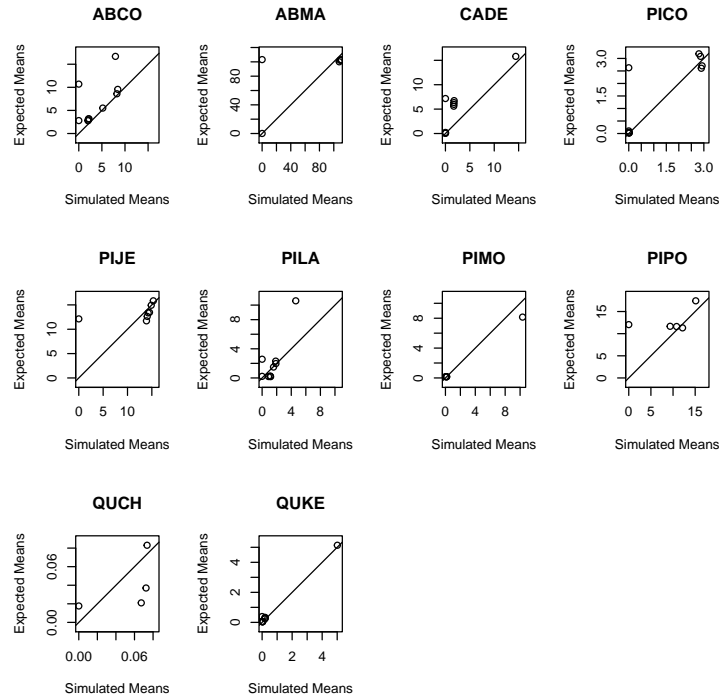 ABCO
Expected Means
0 5 10
0 5 10
Simulated Means
ABMA
Expected Means
0 40 100
0 40 80
Simulated Means
CADE
Expected Means
0 5 10 15
0 5 10
Simulated Means
PICO
Expected Means
0.0 1.5 3.0
0.0 1.5 3.0
Simulated Means
PIJE
Expected Means
0 5 10
0 5 10
Simulated Means
PILA
Expected Means
0 2 4 8
0 4 8
Simulated Means
PIMO
Expected Means
0 2 4 6 8
0 4 8
Simulated Means
PIPO
Expected Means
0 5 15
0 5 15
Simulated Means
QUCH
Expected Means
0.00 0.06
0.00 0.06
Simulated Means
QUKE
Expected Means
0 2 4
0 2 4
Simulated Means